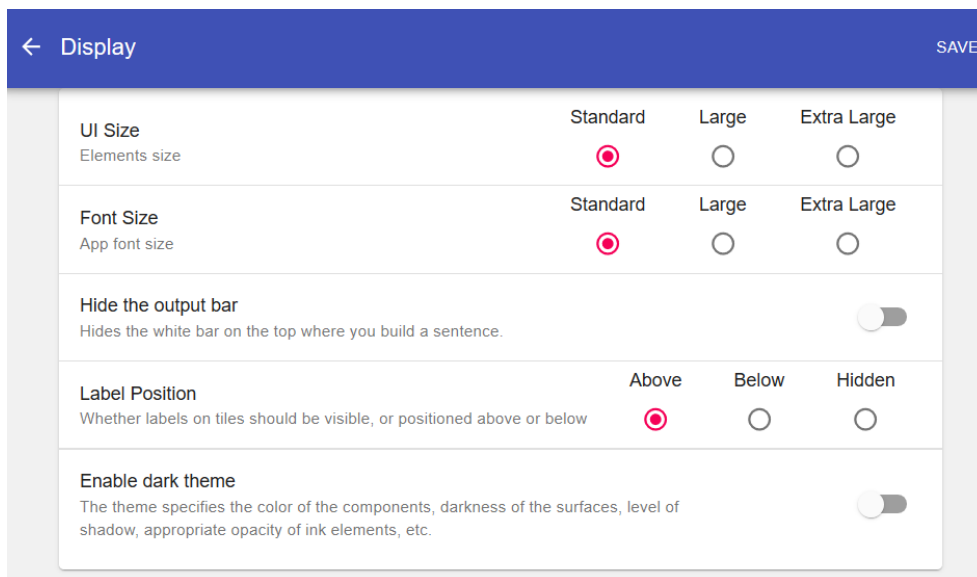 Display
SAVE
Standard Large Extra Large
UI Size
Elements size
Standard Large Extra Large
Font Size
App font size
Hide the output bar
Hides the white bar on the top where you build a sentence.
Above Below Hidden
Label Position
Whether labels on tiles should be visible, or positioned above or below
Enable dark theme
The theme specifies the color of the components, darkness of the surfaces, level of
shadow, appropriate opacity of ink elements, etc.